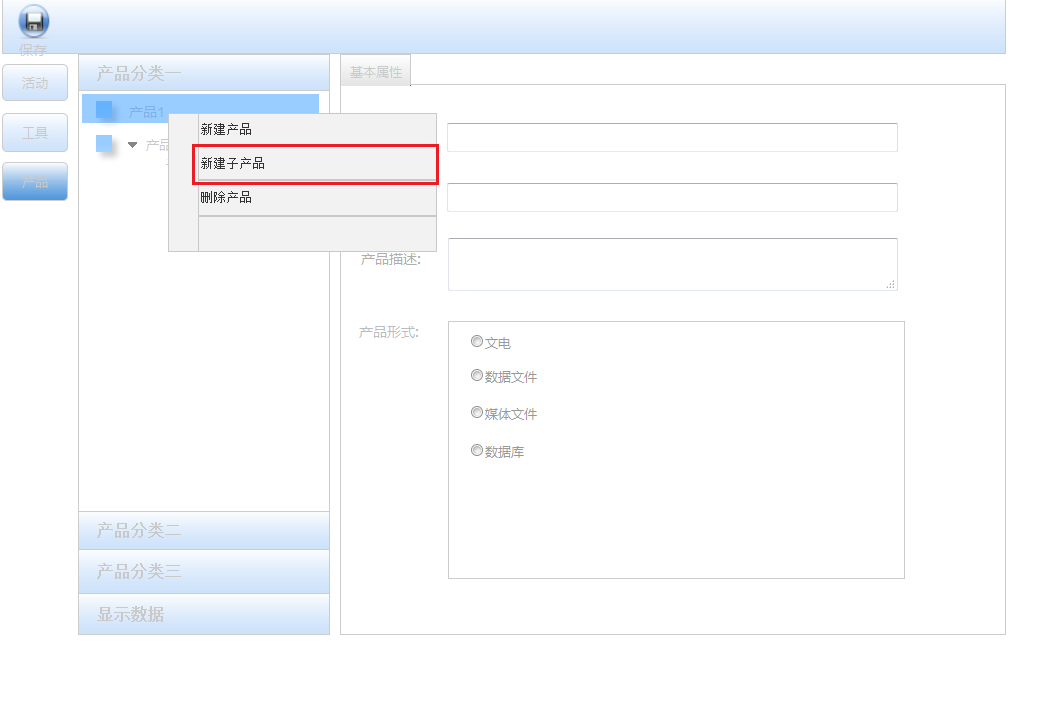 保存
活动
工具
产品
产品分类一
产品1
产品
新建产品
新建子产品
删除产品
产品分类二
产品分类三
显示数据
基本属性
产品描述:
产品形式:
文电
数据文件
媒体文件
数据库